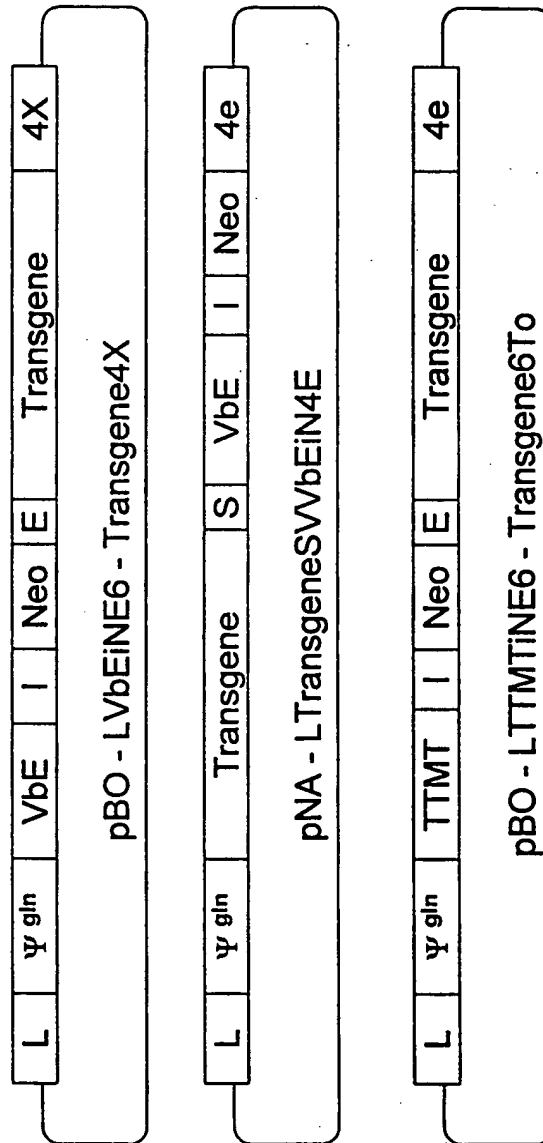 L Ψ gln VbE I Neo E Transgene 4X
pBO - LVbEiNE6 - Transgene4X
L Ψ gln Transgene S VbE I Neo 4e
pNA - LTransgeneSVVbEiN4E
L Ψ gln TTMT I Neo E Transgene 4e
pBO - LTTMTiNE6 - Transgene6To